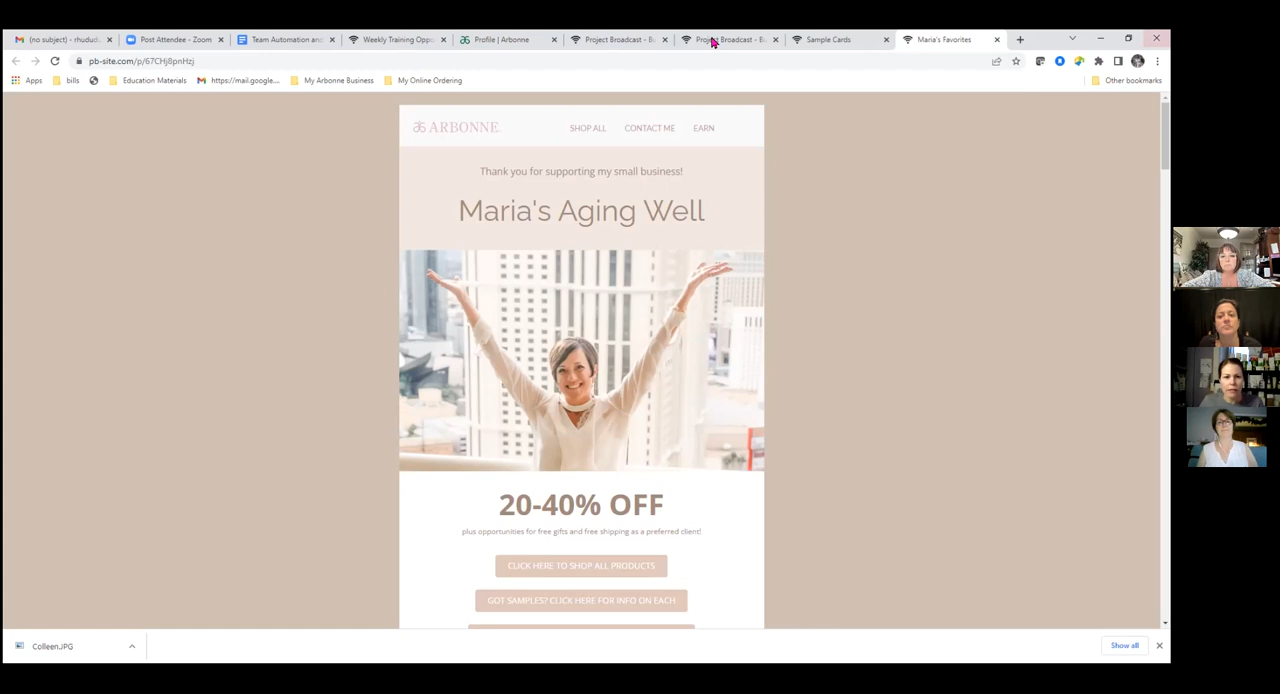 (no subject) - rhududu
Post Attendee - Zoom
Team Automation and
Weekly Training Oppo
Profile | Arbonne
Project Broadcast - Bu
Project Broadcast - Bu
Sample Cards
Maria's Favorites
pb-site.com/p/67CHj8pnHzj
Apps
bills
Education Materials
https://mail.google....
My Arbonne Business
My Online Ordering
Other bookmarks
ARBONNE.
SHOP ALL
CONTACT ME
EARN
Thank you for supporting my small business!
Maria's Aging Well
20-40% OFF
plus opportunities for free gifts and free shipping as a preferred client!
CLICK HERE TO SHOP ALL PRODUCTS
GOT SAMPLES? CLICK HERE FOR INFO ON EACH
Colleen.JPG
Show all